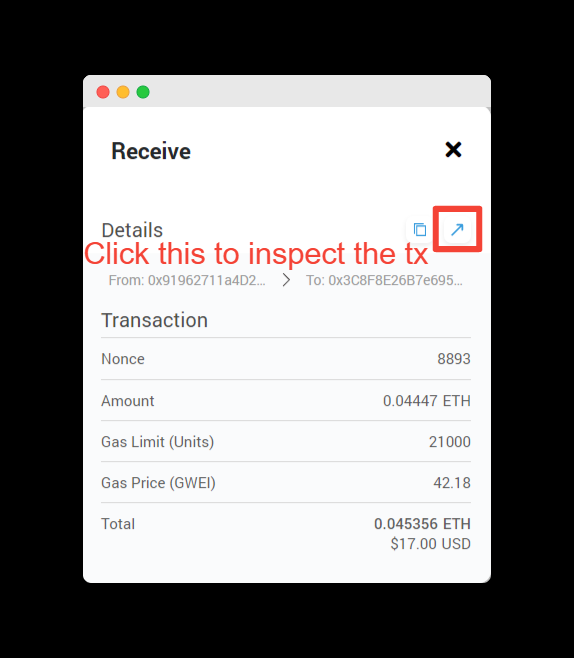 Receive
Details
Click this to inspect the tx
From: 0x91962711a4D2... To: 0x3C8F8E26B7e695...
Transaction
Nonce 8893
Amount 0.04447 ETH
Gas Limit (Units) 21000
Gas Price (GWEI) 42.18
Total 0.045356 ETH
$17.00 USD